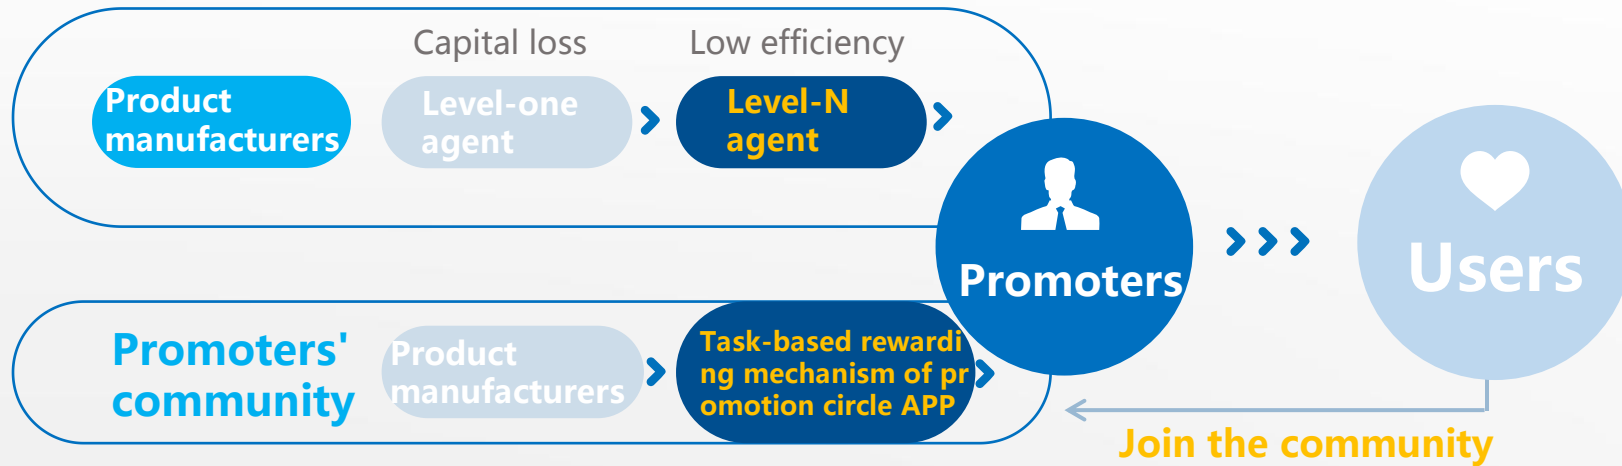 Capital loss
Low efficiency
Product
manufacturers
Level-one
agent
Level-N
agent
Promoters
Users
Promoters'
community
Product
manufacturers
Task-based rewardi
ng mechanism of pr
omotion circle APP
Join the community